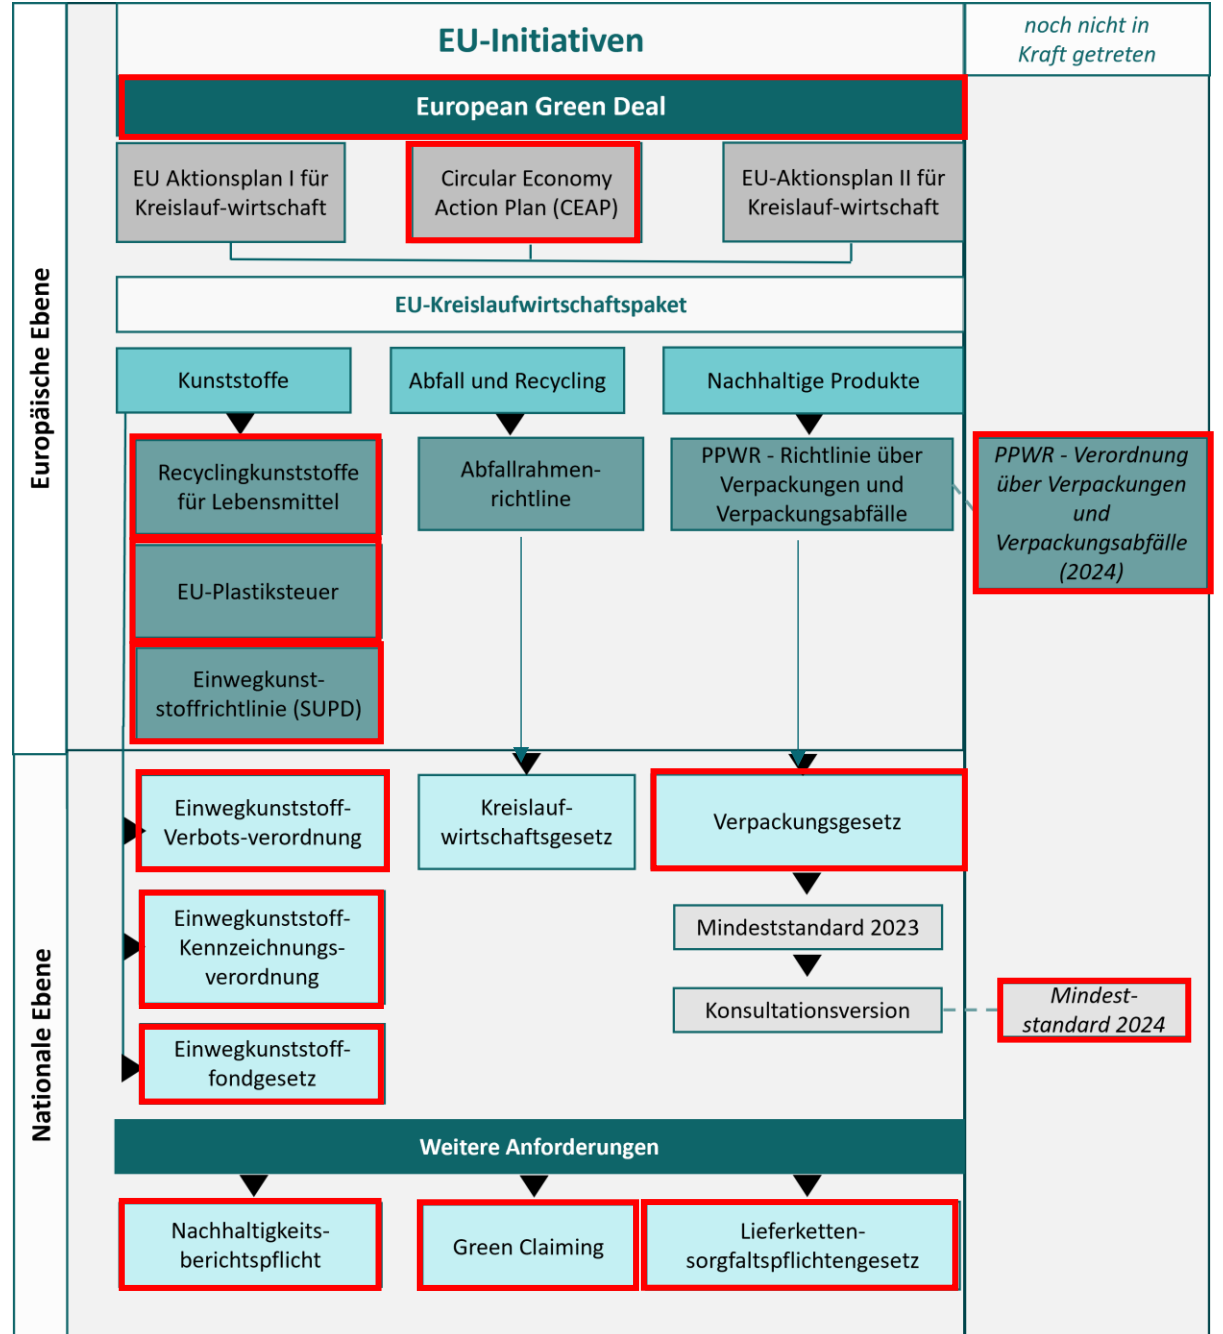 EU-Initiativen
noch nicht in
Kraft getreten
European Green Deal
EU Aktionsplan I für
Kreislauf-wirtschaft
Circular Economy
Action Plan (CEAP)
EU-Aktionsplan II für
Kreislauf-wirtschaft
EU-Kreislaufwirtschaftspaket
Europäische Ebene
Kunststoffe
Abfall und Recycling
Nachhaltige Produkte
Recyclingkunststoffe
für Lebensmittel
Abfallrahmen-
richtline
PPWR - Richtlinie über
Verpackungen und
Verpackungsabfälle
PPWR - Verordnung
über Verpackungen
und
Verpackungsabfälle
(2024)
EU-Plastiksteuer
Einwegkunst-
stoffrichtlinie (SUPD)
Nationale Ebene
Einwegkunststoff-
Verbots-verordnung
Kreislauf-
wirtschaftsgesetz
Verpackungsgesetz
Einwegkunststoff-
Kennzeichnungs-
verordnung
Mindeststandard 2023
Konsultationsversion
Mindest-
standard 2024
Einwegkunststoff-
fondgesetz
Weitere Anforderungen
Nachhaltigkeits-
berichtspflicht
Green Claiming
Lieferketten-
sorgfaltspflichtengesetz